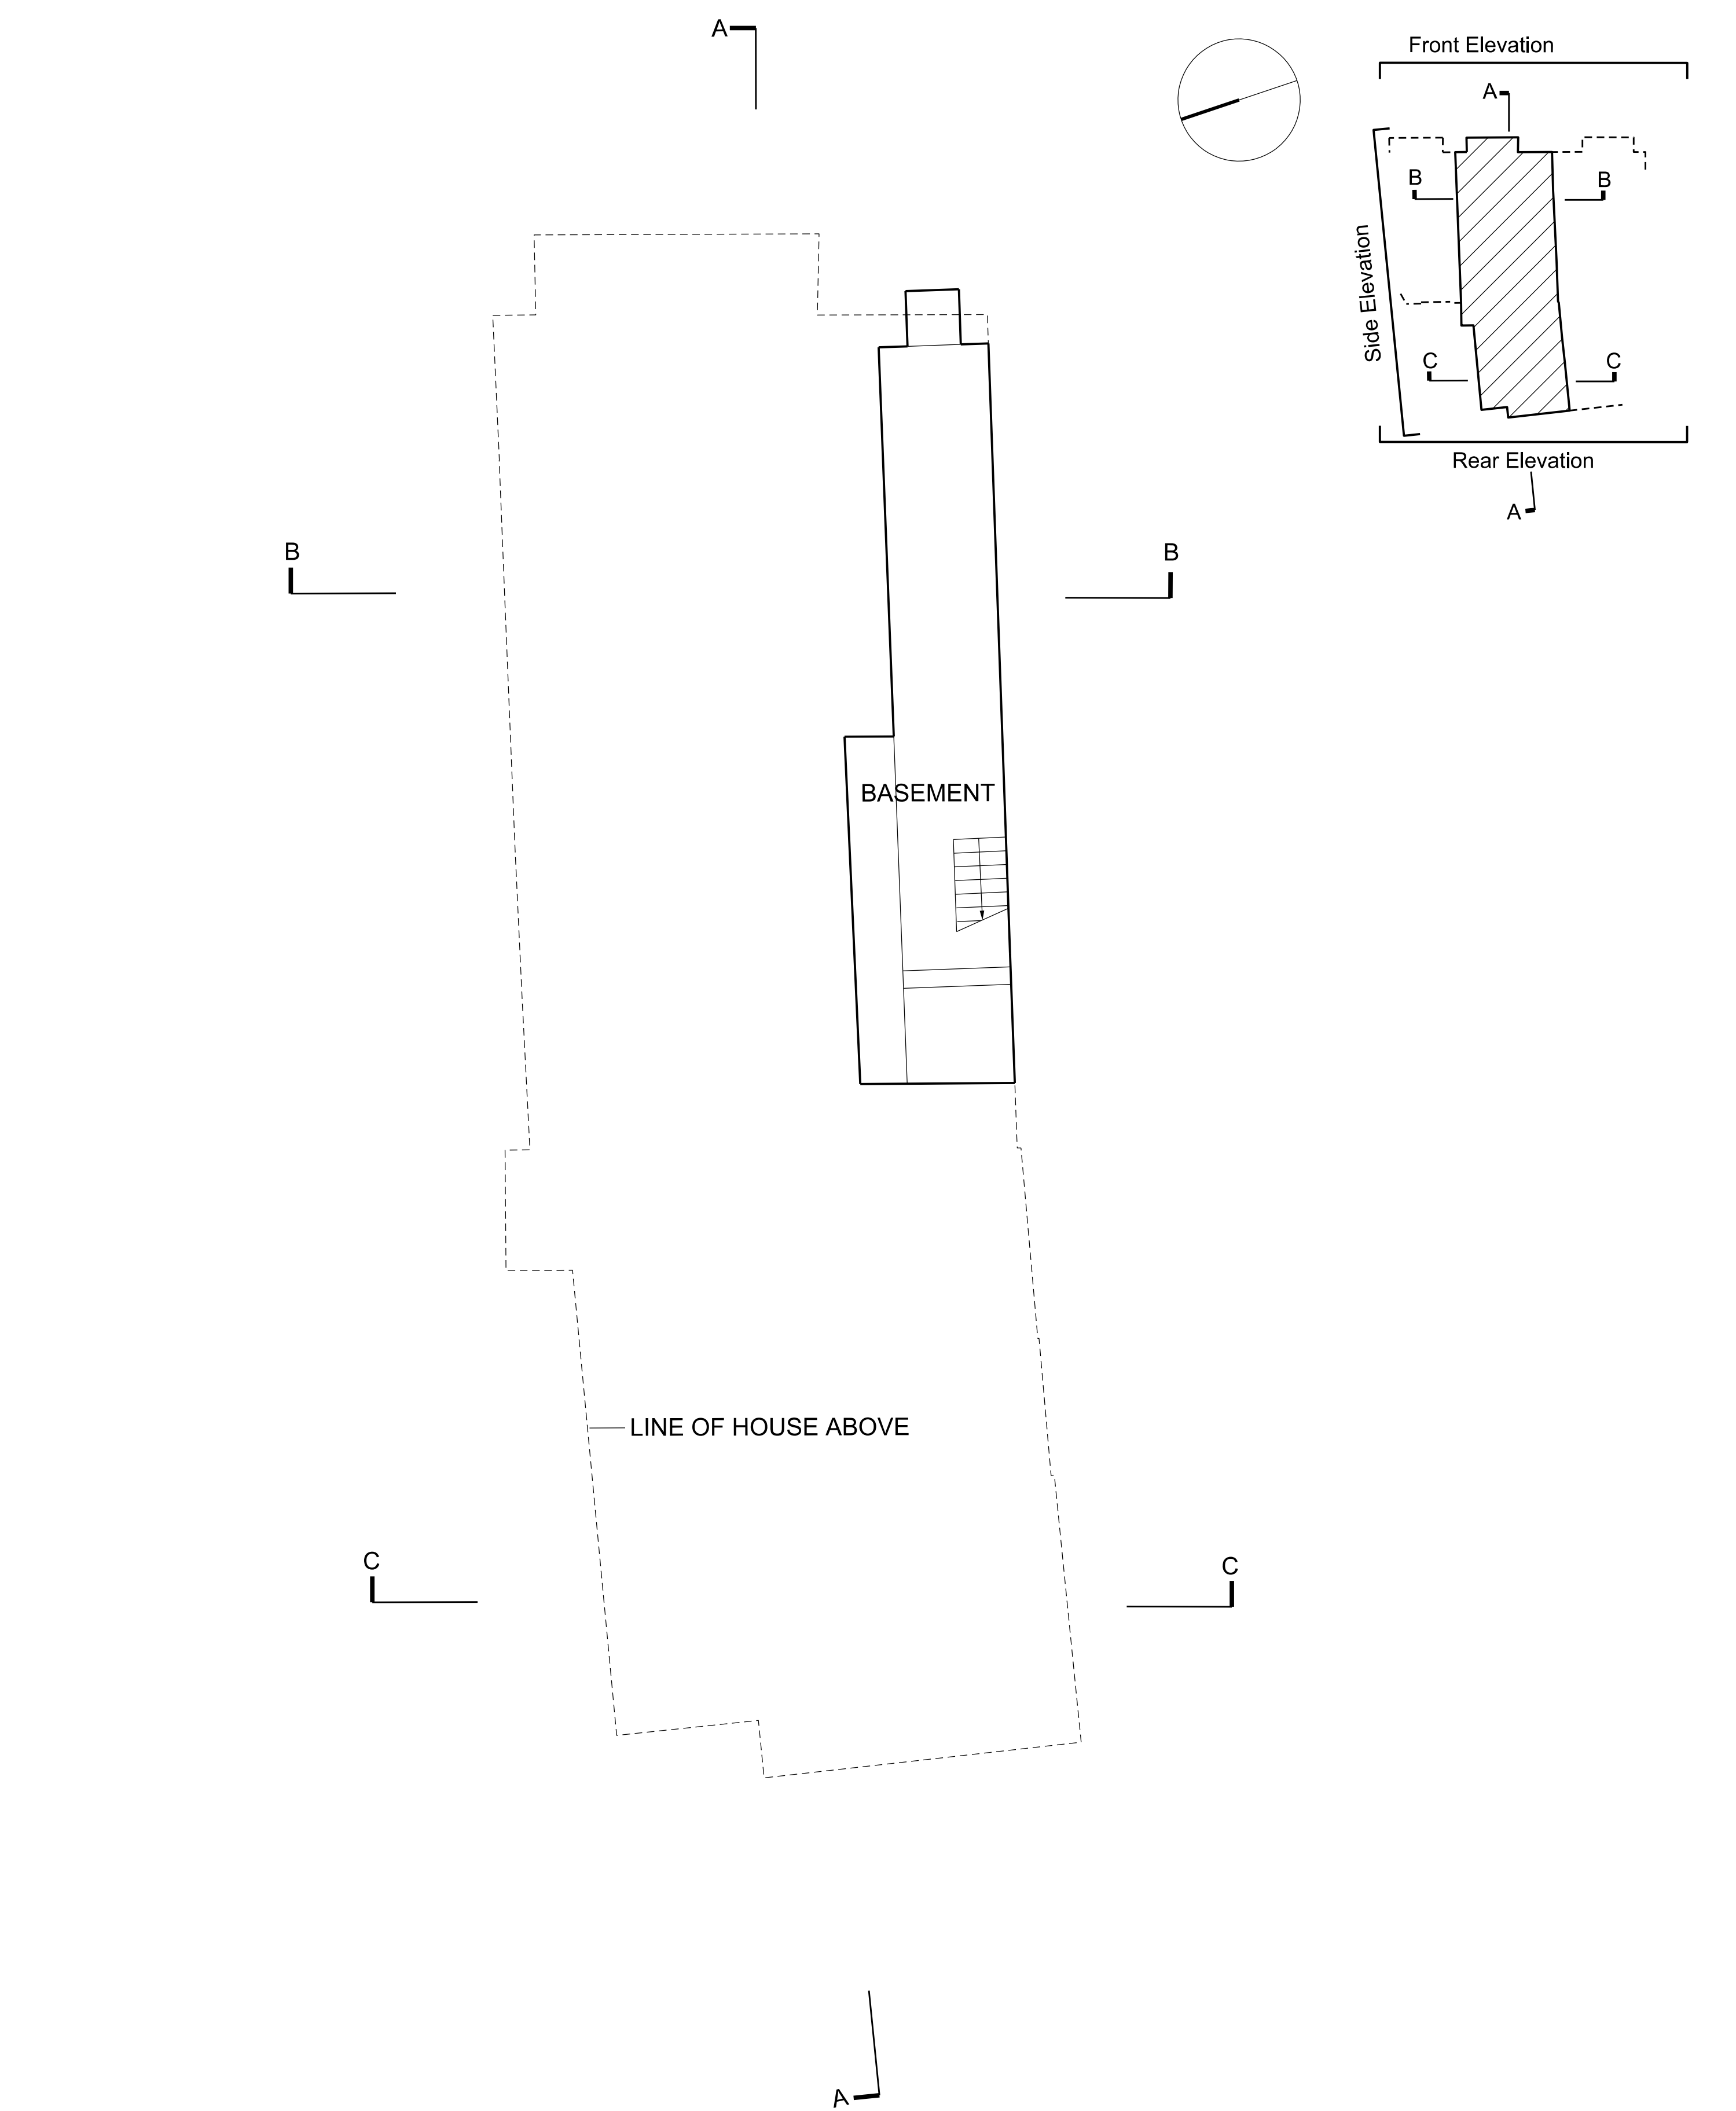 A
Front Elevation
A
B
B
Side Elevation
C
C
Rear Elevation
A
B
B
BASEMENT
LINE OF HOUSE ABOVE
C
C
A